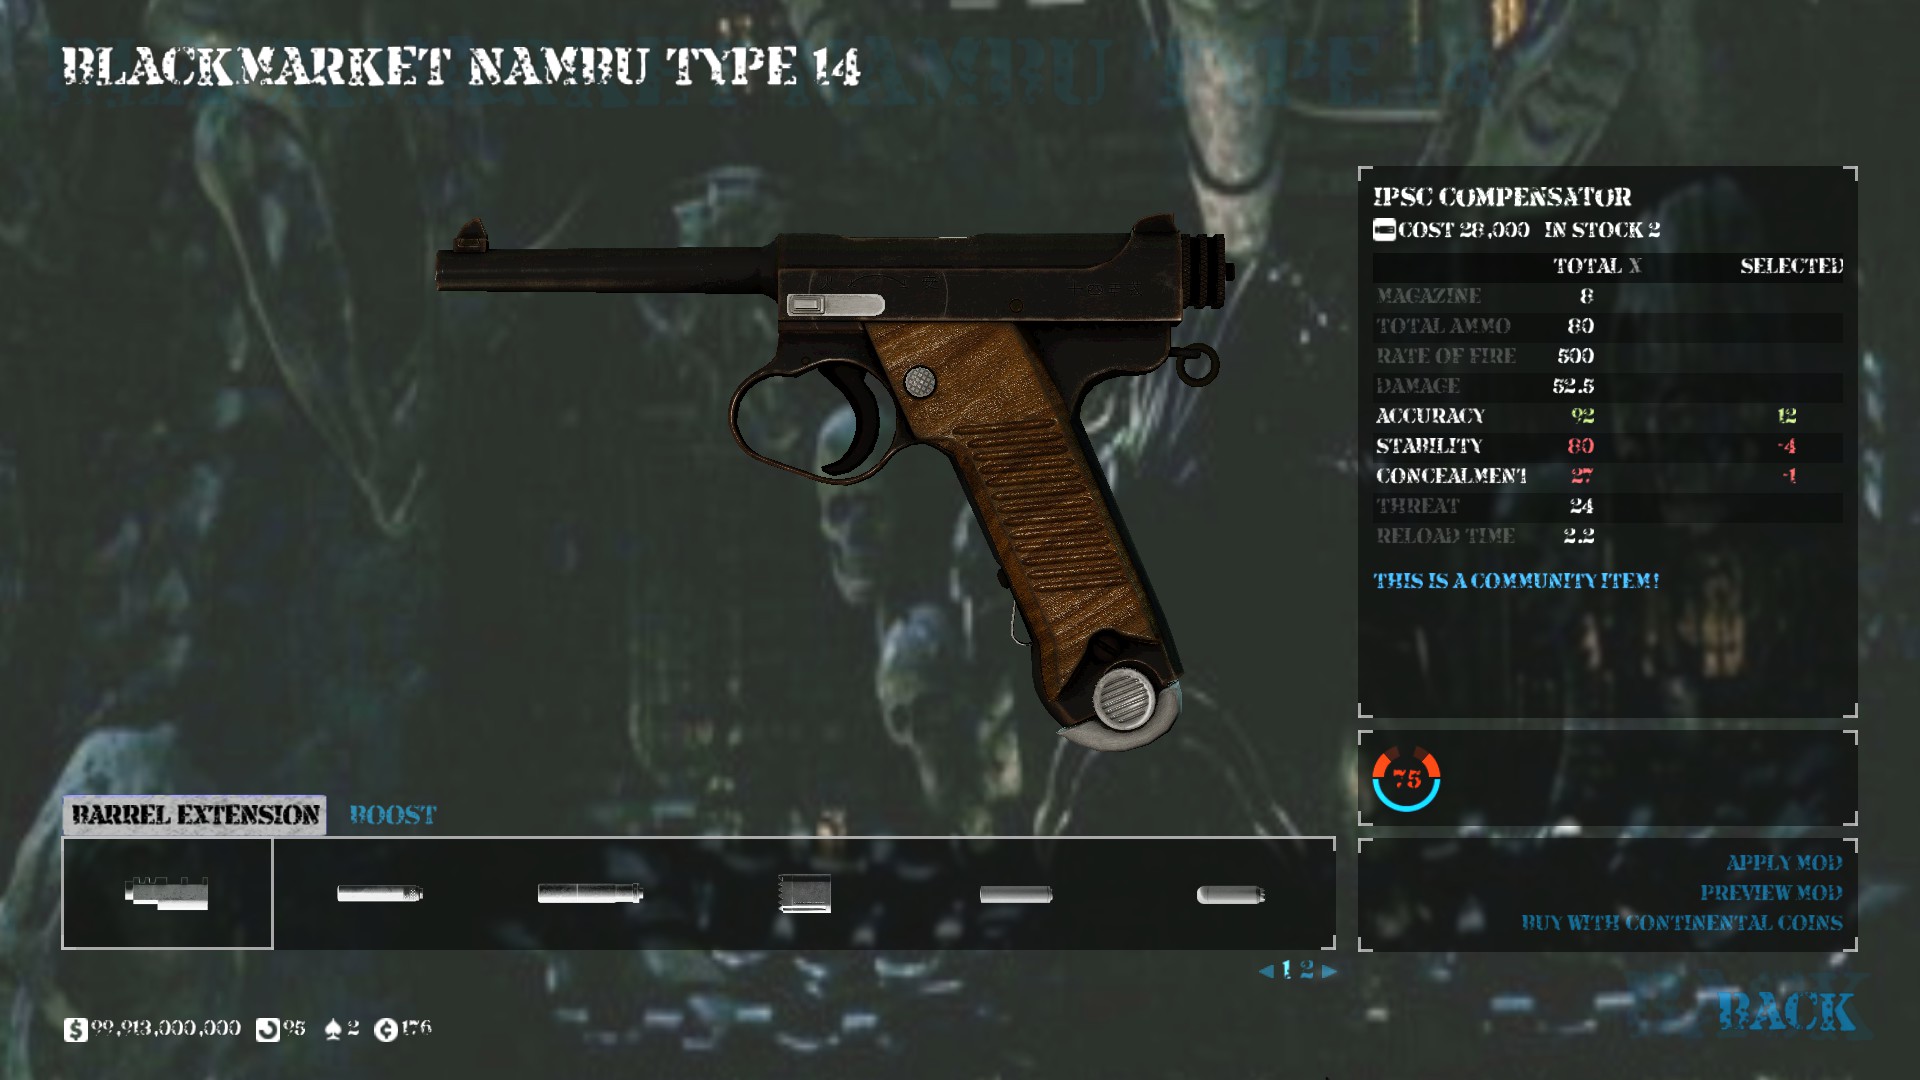 BLACKMARKET NAMBU TYPE 14
IPSC COMPENSATOR
COST 28,000 IN STOCK 2
TOTAL X SELECTED
MAGAZINE 8
TOTAL AMMO 80
RATE OF FIRE 500
DAMAGE 52.5
ACCURACY 92 12
STABILITY 80 -4
CONCEALMENT 27 -1
THREAT 24
RELOAD TIME 2.2
THIS IS A COMMUNITY ITEM!
75
BARREL EXTENSION BOOST
APPLY MOD
PREVIEW MOD
BUY WITH CONTINENTAL COINS
1 2
BACK
$ 99,913,000,000 95 2 C 176